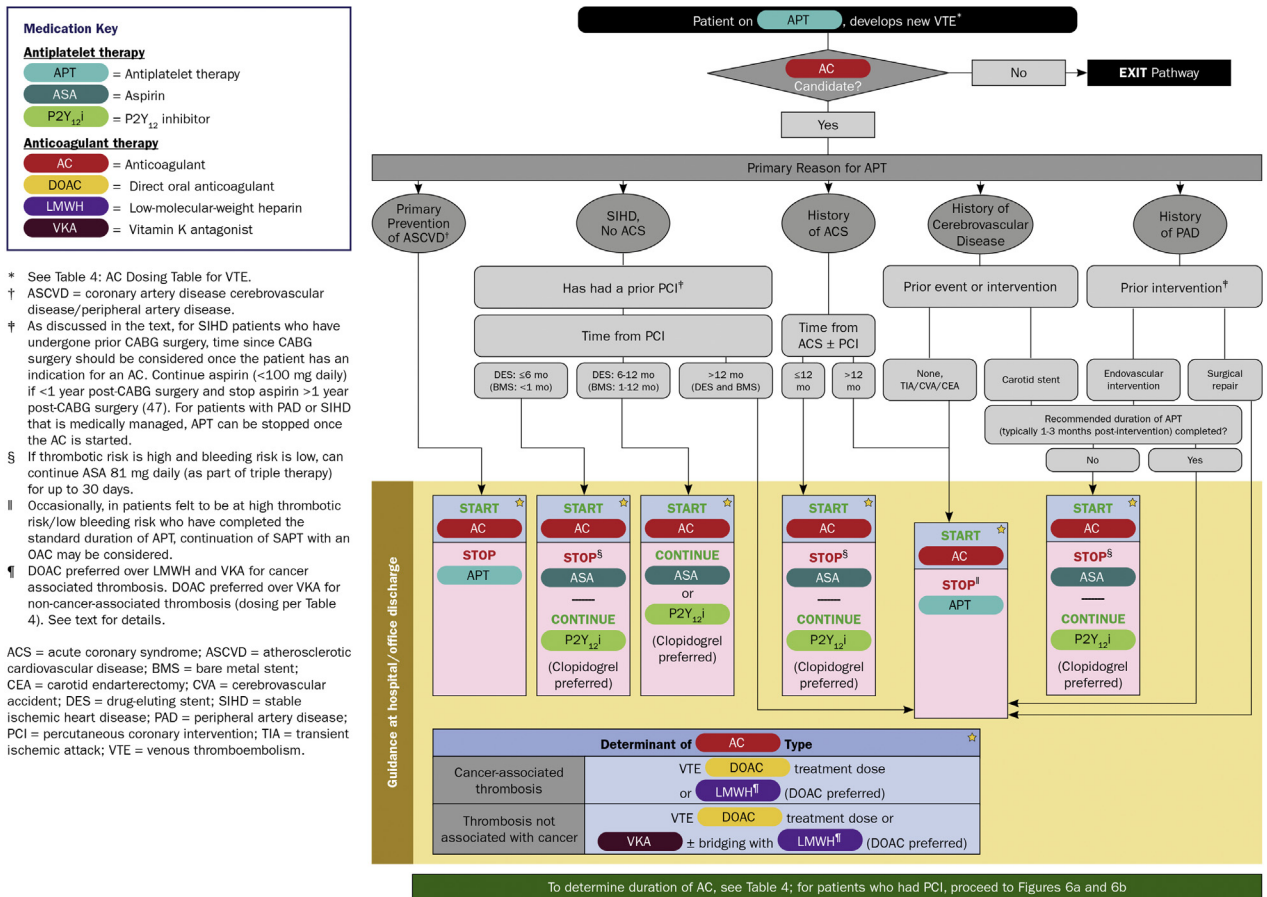 Medication Key
Antiplatelet therapy
APT = Antiplatelet therapy
ASA = Aspirin
P2Y12i = P2Y12 inhibitor
Anticoagulant therapy
AC = Anticoagulant
DOAC = Direct oral anticoagulant
LMWH = Low-molecular-weight heparin
VKA = Vitamin K antagonist
* See Table 4: AC Dosing Table for VTE.
† ASCVD = coronary artery disease cerebrovascular
disease/peripheral artery disease.
ǂ As discussed in the text, for SIHD patients who have
undergone prior CABG surgery, time since CABG
surgery should be considered once the patient has an
indication for an AC. Continue aspirin (<100 mg daily)
if <1 year post-CABG surgery and stop aspirin >1 year
post-CABG surgery (47). For patients with PAD or SIHD
that is medically managed, APT can be stopped once
the AC is started.
§ If thrombotic risk is high and bleeding risk is low, can
continue ASA 81 mg daily (as part of triple therapy)
for up to 30 days.
‖ Occasionally, in patients felt to be at high thrombotic
risk/low bleeding risk who have completed the
standard duration of APT, continuation of SAPT with an
OAC may be considered.
¶ DOAC preferred over LMWH and VKA for cancer
associated thrombosis. DOAC preferred over VKA for
non-cancer-associated thrombosis (dosing per Table
4). See text for details.
ACS = acute coronary syndrome; ASCVD = atherosclerotic
cardiovascular disease; BMS = bare metal stent;
CEA = carotid endarterectomy; CVA = cerebrovascular
accident; DES = drug-eluting stent; SIHD = stable
ischemic heart disease; PAD = peripheral artery disease;
PCI = percutaneous coronary intervention; TIA = transient
ischemic attack; VTE = venous thromboembolism.
Patient on APT, develops new VTE*
AC
Candidate?
No
EXIT Pathway
Yes
Primary Reason for APT
Primary
Prevention
of ASCVD†
SIHD,
No ACS
History
of ACS
History of
Cerebrovascular
Disease
History
of PAD
Has had a prior PCI†
Prior event or intervention
Prior interventionǂ
Time from PCI
Time from
ACS ± PCI
DES: ≤6 mo
(BMS: <1 mo)
DES: 6-12 mo
(BMS: 1-12 mo)
>12 mo
(DES and BMS)
≤12
mo
>12
mo
None,
TIA/CVA/CEA
Carotid stent
Endovascular
intervention
Surgical
repair
Recommended duration of APT
(typically 1-3 months post-intervention) completed?
No
Yes
Guidance at hospital/office discharge
START
AC
STOP
APT
START
AC
STOP§
ASA
CONTINUE
P2Y12i
(Clopidogrel
preferred)
START
AC
CONTINUE
ASA
or
P2Y12i
(Clopidogrel
preferred)
START
AC
STOP§
ASA
CONTINUE
P2Y12i
(Clopidogrel
preferred)
START
AC
STOP‖
APT
START
AC
STOP§
ASA
CONTINUE
P2Y12i
(Clopidogrel
preferred)
Determinant of AC Type
Cancer-associated
thrombosis
VTE DOAC treatment dose
or LMWH¶ (DOAC preferred)
Thrombosis not
associated with cancer
VTE DOAC treatment dose or
VKA ± bridging with LMWH¶ (DOAC preferred)
To determine duration of AC, see Table 4; for patients who had PCI, proceed to Figures 6a and 6b